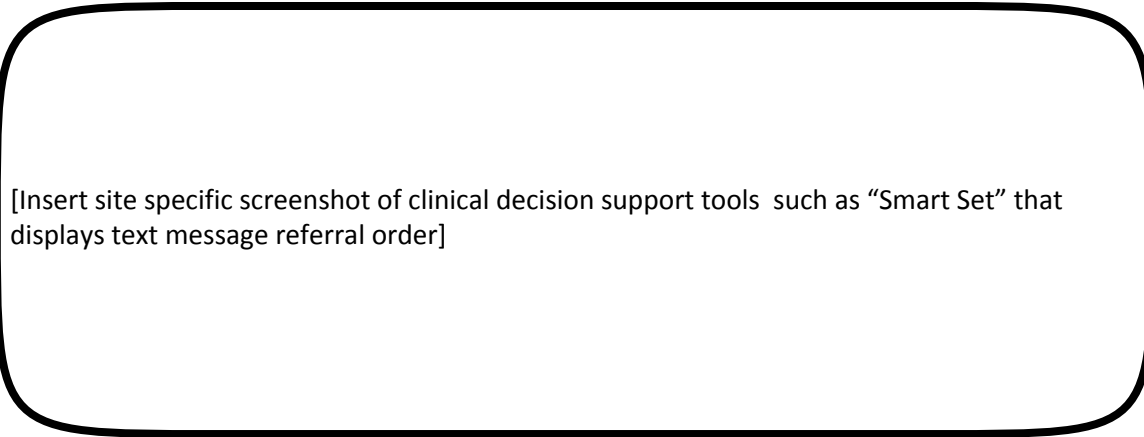 [Insert site specific screenshot of clinical decision support tools  such as “Smart Set” that
displays text message referral order]